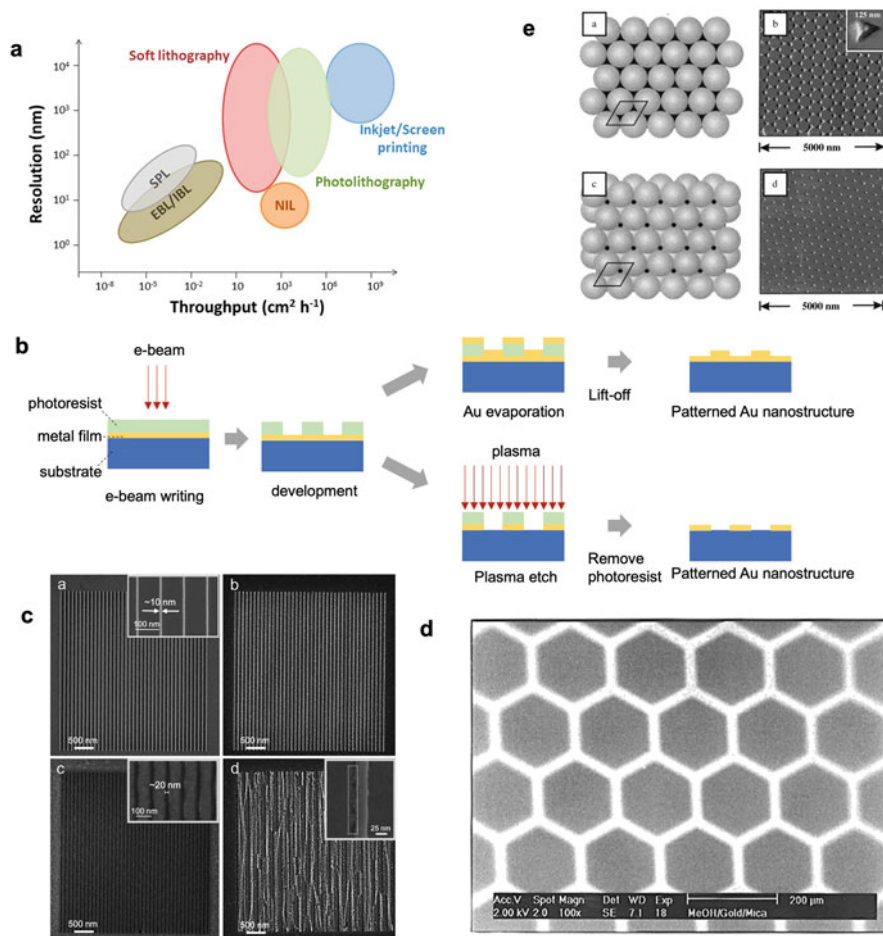 a
Resolution (nm)
10⁴
10³
10²
10¹
10⁰
Soft lithography
Inkjet/Screen
printing
Photolithography
SPL
EBL/IBL
NIL
10⁻⁸
10⁻⁵
10⁻²
10
10³
10⁶
10⁹
Throughput (cm² h⁻¹)
e
a
b
125 nm
5000 nm
c
d
5000 nm
b
e-beam
photoresist
metal film
substrate
e-beam writing
development
Au evaporation
Lift-off
Patterned Au nanostructure
plasma
Plasma etch
Remove
photoresist
Patterned Au nanostructure
c
a
~10 nm
100 nm
500 nm
b
500 nm
c
~20 nm
100 nm
500 nm
d
25 nm
500 nm
d
Acc.V Spot Magn Det WD Exp 200 µm
2.00 kV 2.0 100x SE 7.1 18 MeOH/Gold/Mica